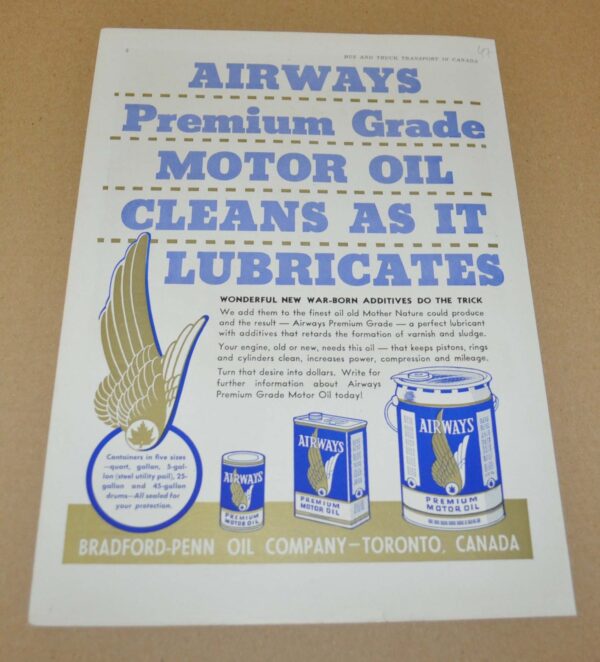 BUS AND TRUCK TRANSPORT IN CANADA
47
AIRWAYS
Premium Grade
MOTOR OIL
CLEANS AS IT
LUBRICATES
WONDERFUL NEW WAR-BORN ADDITIVES DO THE TRICK
We add them to the finest oil old Mother Nature could produce
and the result — Airways Premium Grade — a perfect lubricant
with additives that retards the formation of varnish and sludge.
Your engine, old or new, needs this oil — that keeps pistons, rings
and cylinders clean, increases power, compression and mileage.
Turn that desire into dollars. Write for
further information about Airways
Premium Grade Motor Oil today!
Containers in five sizes
—quart, gallon, 5-gal-
lon (steel utility pail), 25-
gallon and 45-gallon
drums—All sealed for
your protection.
AIRWAYS
PREMIUM
MOTOR OIL
AIRWAYS
PREMIUM
MOTOR OIL
AIRWAYS
PREMIUM
MOTOR OIL
BRADFORD-PENN OIL COMPANY—TORONTO, CANADA